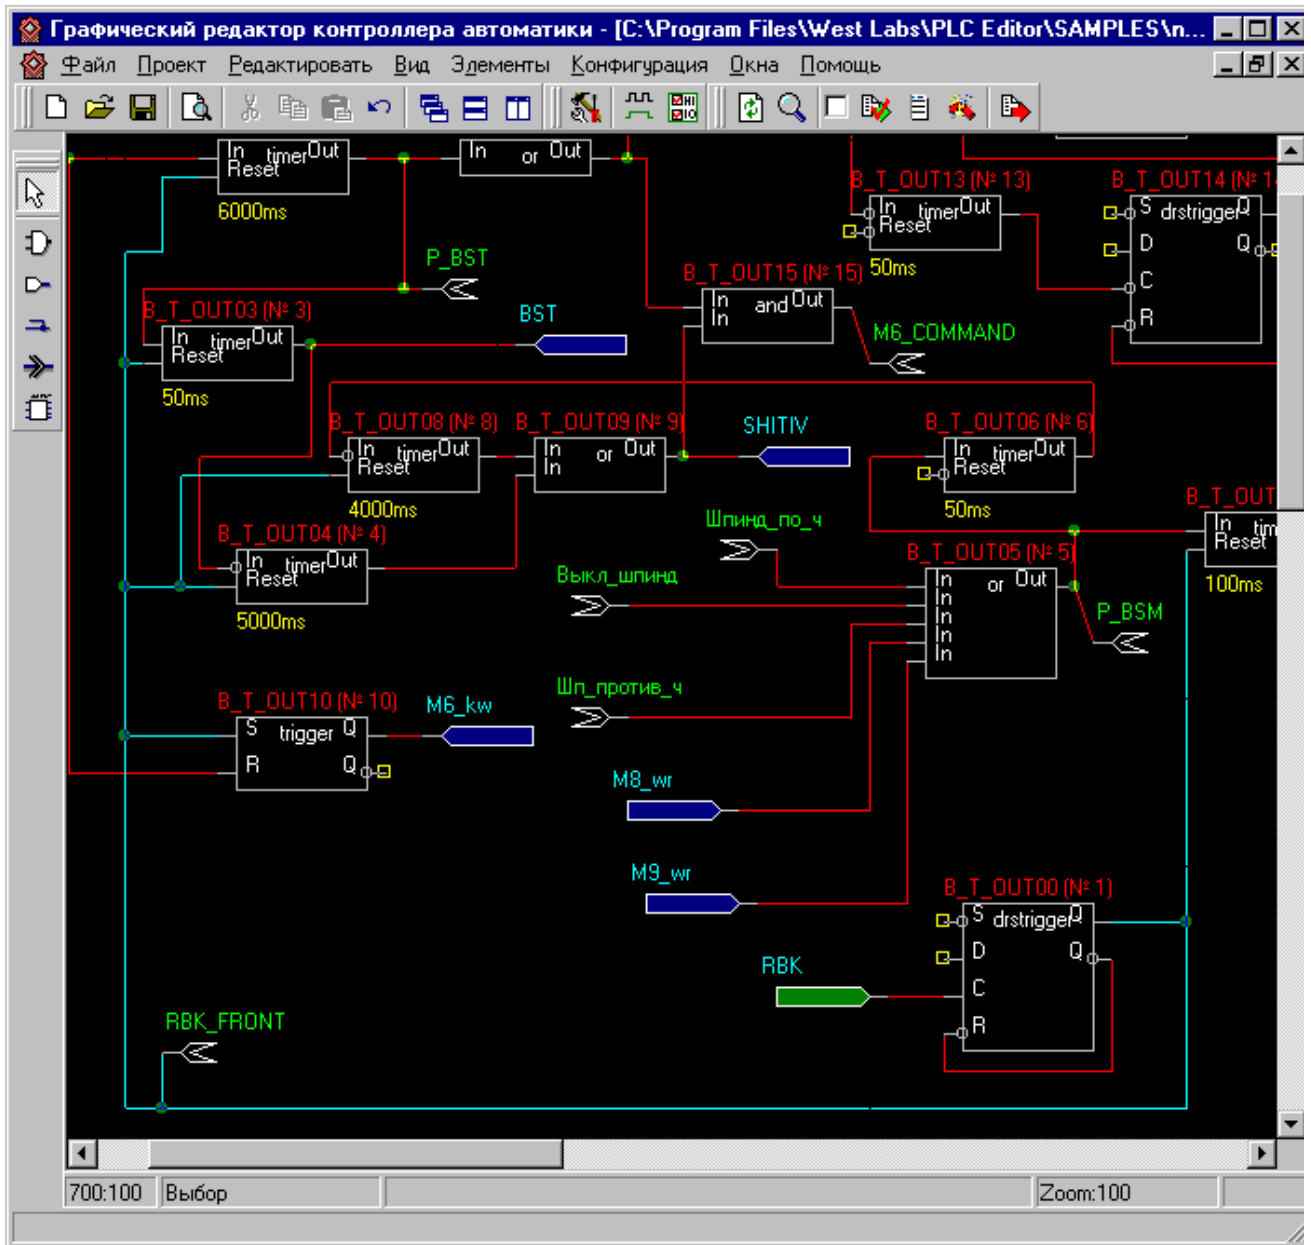 Графический редактор контроллера автоматики - [C:\Program Files\West Labs\PLC Editor\SAMPLES\n...
Файл Проект Редактировать Вид Элементы Конфигурация Окна Помощь
In timer Out
Reset
6000ms
In or Out
B_T_OUT13 (№ 13)
In timer Out
Reset
50ms
B_T_OUT14 (№ 1
S drstrigger Q
D Q
C
R
P_BST
B_T_OUT15 (№ 15)
In and Out
In
M6_COMMAND
B_T_OUT03 (№ 3)
In timer Out
Reset
50ms
BST
B_T_OUT08 (№ 8)
In timer Out
Reset
4000ms
B_T_OUT09 (№ 9)
In or Out
In
SHITIV
B_T_OUT06 (№ 6)
In timer Out
Reset
50ms
B_T_OUT
In tim
Reset
100ms
B_T_OUT04 (№ 4)
In timer Out
Reset
5000ms
Шпинд_по_ч
Выкл_шпинд
B_T_OUT05 (№ 5)
In or Out
In
In
In
In
P_BSM
Шп_против_ч
B_T_OUT10 (№ 10)
S trigger Q
R Q
M6_kw
M8_wr
M9_wr
B_T_OUT00 (№ 1)
S drstrigger Q
D Q
C
R
RBK
RBK_FRONT
700:100 Выбор Zoom:100